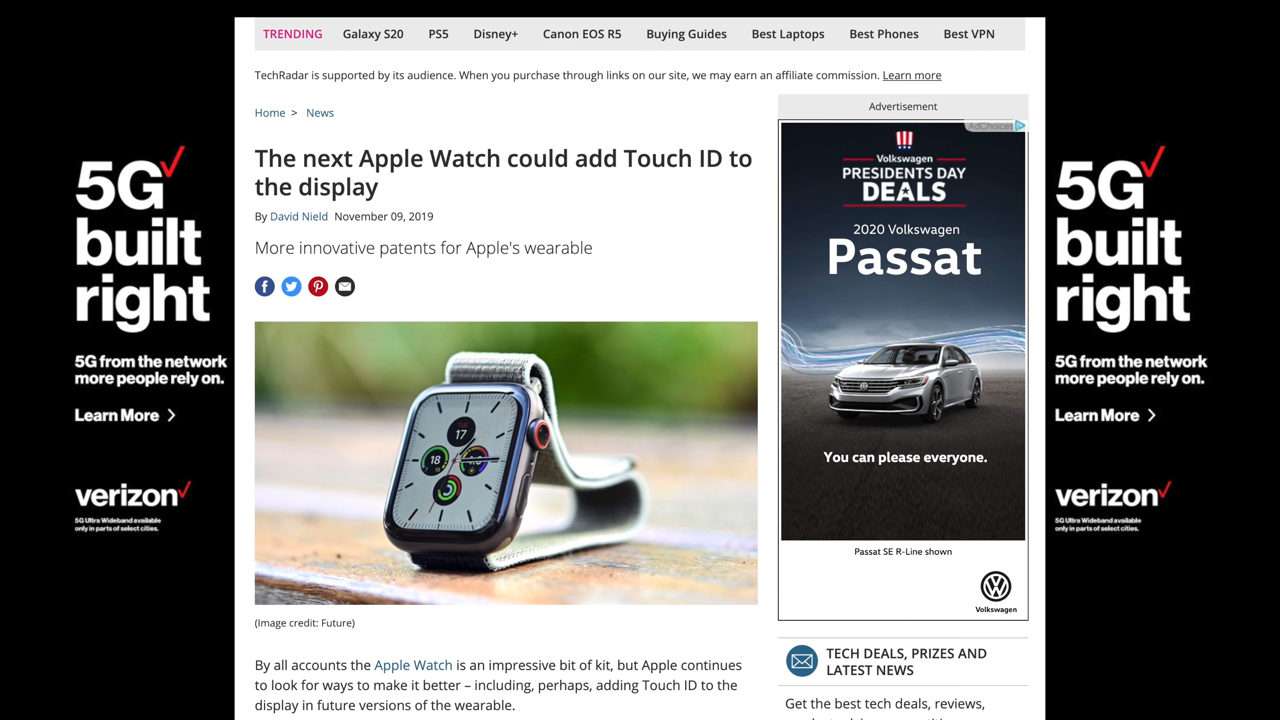 TRENDING Galaxy S20 PS5 Disney+ Canon EOS R5 Buying Guides Best Laptops Best Phones Best VPN
TechRadar is supported by its audience. When you purchase through links on our site, we may earn an affiliate commission. Learn more
Home > News
The next Apple Watch could add Touch ID to
the display
By David Nield November 09, 2019
More innovative patents for Apple's wearable
17
18
(Image credit: Future)
By all accounts the Apple Watch is an impressive bit of kit, but Apple continues
to look for ways to make it better – including, perhaps, adding Touch ID to the
display in future versions of the wearable.
Advertisement
AdChoices
Volkswagen
PRESIDENTS DAY
DEALS
2020 Volkswagen
Passat
You can please everyone.
Passat SE R-Line shown
Volkswagen
TECH DEALS, PRIZES AND
LATEST NEWS
Get the best tech deals, reviews,
5G
built
right
5G from the network
more people rely on.
Learn More >
verizon
5G Ultra Wideband available
only in parts of select cities.
5G
built
right
5G from the network
more people rely on.
Learn More >
verizon
5G Ultra Wideband available
only in parts of select cities.